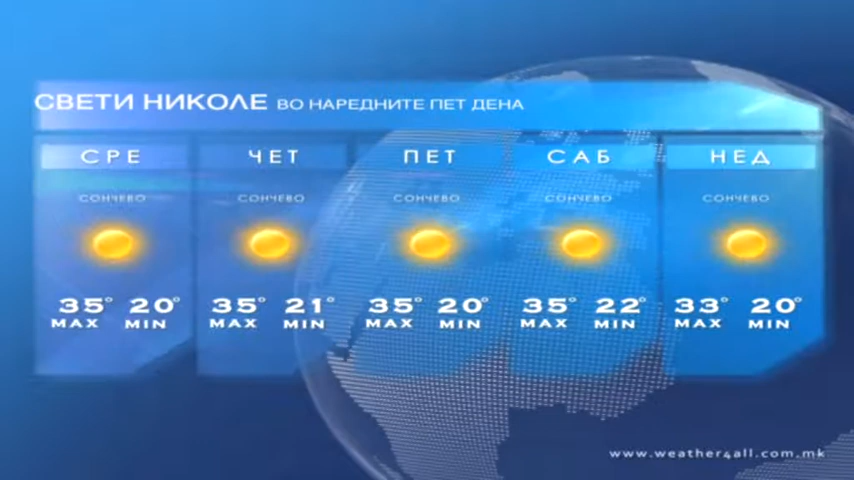 СВЕТИ НИКОЛЕ ВО НАРЕДНИТЕ ПЕТ ДЕНА
СРЕ ЧЕТ ПЕТ САБ НЕД
СОНЧЕВО СОНЧЕВО СОНЧЕВО СОНЧЕВО СОНЧЕВО
35° 20° 35° 21° 35° 20° 35° 22° 33° 20°
MAX MIN MAX MIN MAX MIN MAX MIN MAX MIN
www.weather4all.com.mk